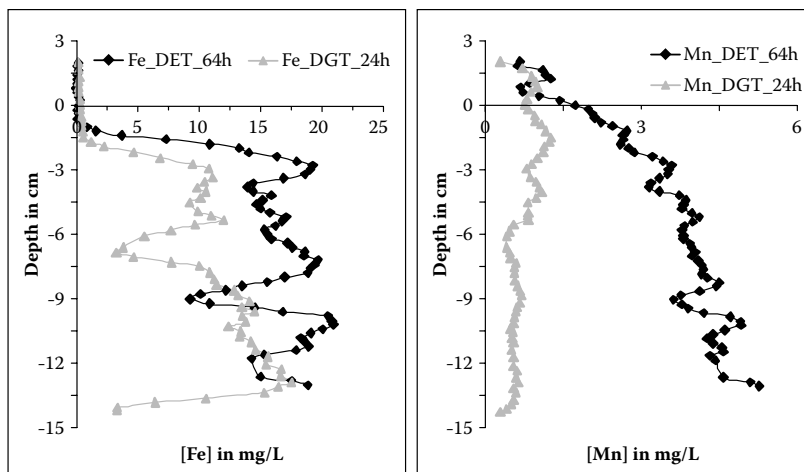 3
Fe_DET_64h Fe_DGT_24h
0
0 5 10 15 20 25
-3
-6
-9
-12
-15
Depth in cm
[Fe] in mg/L
3
Mn_DET_64h
Mn_DGT_24h
0
0 3 6
-3
-6
-9
-12
-15
Depth in cm
[Mn] in mg/L